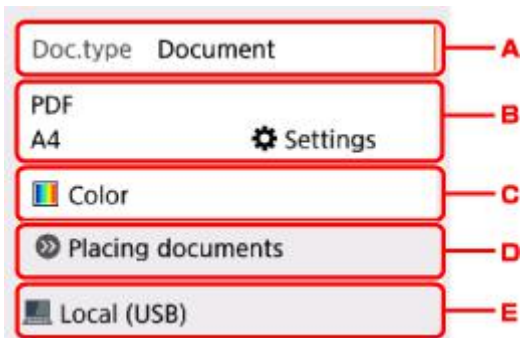 Doc.type Document A
PDF
A4 Settings B
Color C
Placing documents D
Local (USB) E